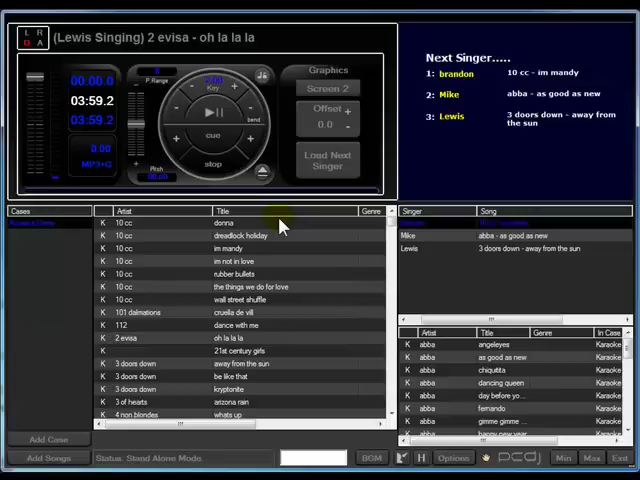 L R
D A
(Lewis Singing) 2 evisa - oh la la la
P.Range
Key
00:00.0
03:59.2
03:59.2
0.00
MP3+G
bend
cue
stop
Pitch
00.00
Graphics
Screen 2
Offset
0.0
Load Next
Singer
Next Singer.....
1: brandon 10 cc - im mandy
2: Mike abba - as good as new
3: Lewis 3 doors down - away from
the sun
Cases
Artist Title Genre
K 10 cc donna
K 10 cc dreadlock holiday
K 10 cc im mandy
K 10 cc im not in love
K 10 cc rubber bullets
K 10 cc the things we do for love
K 10 cc wall street shuffle
K 101 dalmations cruella de vill
K 112 dance with me
K 2 evisa oh la la la
K 21st century girls
K 3 doors down away from the sun
K 3 doors down be like that
K 3 doors down kryptonite
K 3 of hearts arizona rain
K 4 non blondes whats up
Singer Song
Mike abba - as good as new
Lewis 3 doors down - away from the sun
Artist Title Genre In Case
K abba angeleyes Karaoke
K abba as good as new Karaoke
K abba chiquitita Karaoke
K abba dancing queen Karaoke
K abba day before yo... Karaoke
K abba fernando Karaoke
K abba gimme gimme ... Karaoke
K abba happy new year Karaoke
Add Case
Add Songs
Status: Stand Alone Mode.
BGM
H
Options
pcdj
Min
Max
Exit